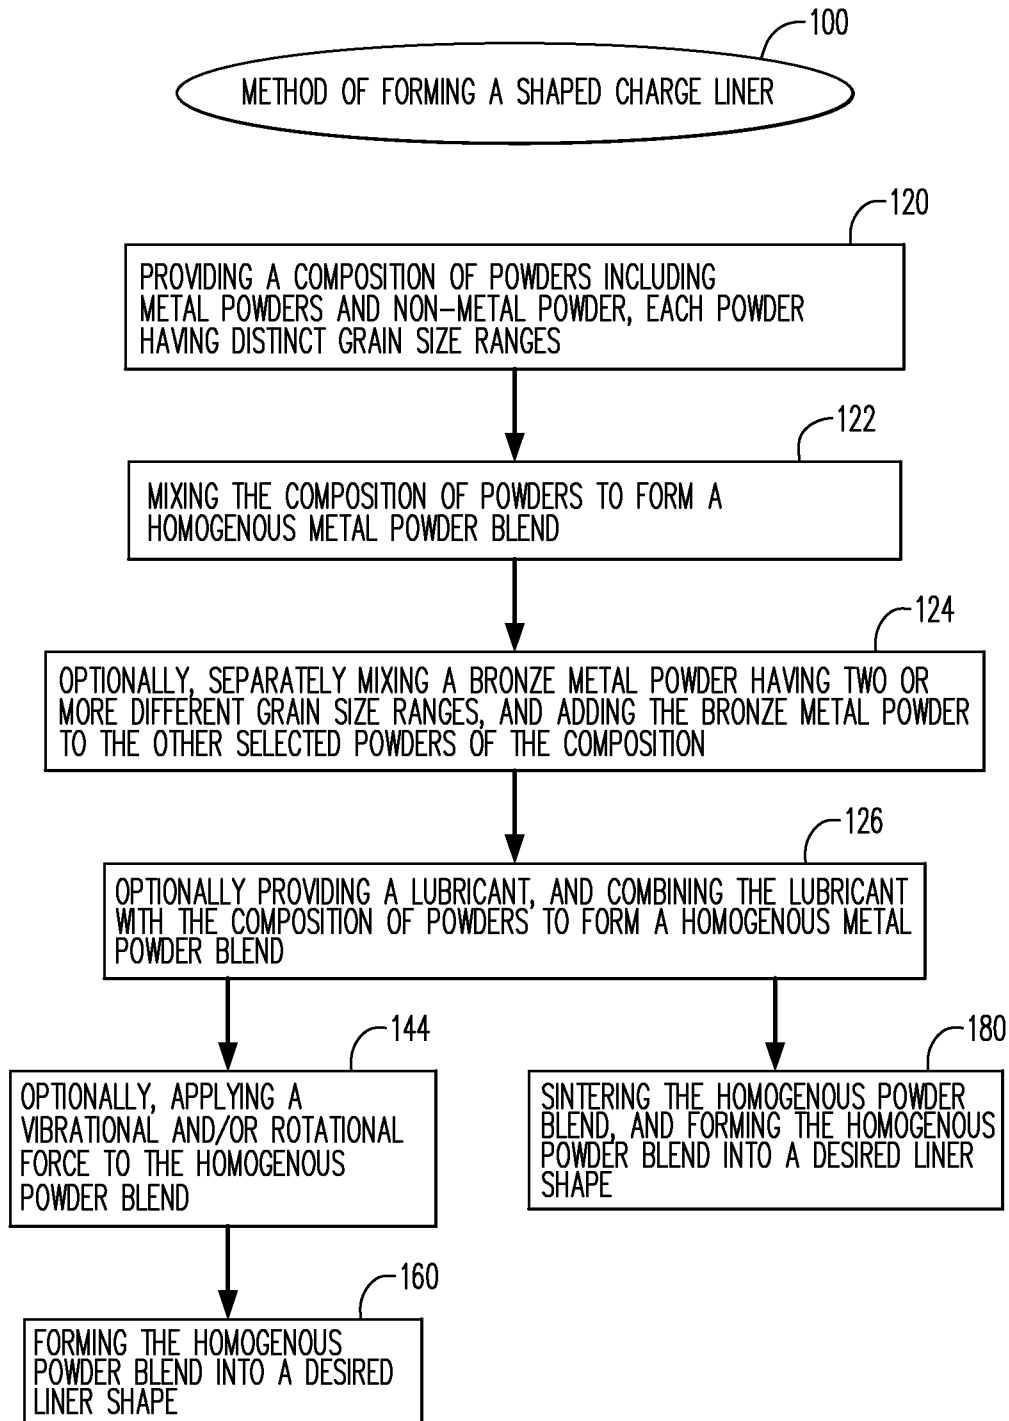 100
METHOD OF FORMING A SHAPED CHARGE LINER
120
PROVIDING A COMPOSITION OF POWDERS INCLUDING
METAL POWDERS AND NON-METAL POWDER, EACH POWDER
HAVING DISTINCT GRAIN SIZE RANGES
122
MIXING THE COMPOSITION OF POWDERS TO FORM A
HOMOGENOUS METAL POWDER BLEND
124
OPTIONALLY, SEPARATELY MIXING A BRONZE METAL POWDER HAVING TWO OR
MORE DIFFERENT GRAIN SIZE RANGES, AND ADDING THE BRONZE METAL POWDER
TO THE OTHER SELECTED POWDERS OF THE COMPOSITION
126
OPTIONALLY PROVIDING A LUBRICANT, AND COMBINING THE LUBRICANT
WITH THE COMPOSITION OF POWDERS TO FORM A HOMOGENOUS METAL
POWDER BLEND
144
OPTIONALLY, APPLYING A
VIBRATIONAL AND/OR ROTATIONAL
FORCE TO THE HOMOGENOUS
POWDER BLEND
180
SINTERING THE HOMOGENOUS POWDER
BLEND, AND FORMING THE HOMOGENOUS
POWDER BLEND INTO A DESIRED LINER
SHAPE
160
FORMING THE HOMOGENOUS
POWDER BLEND INTO A DESIRED
LINER SHAPE